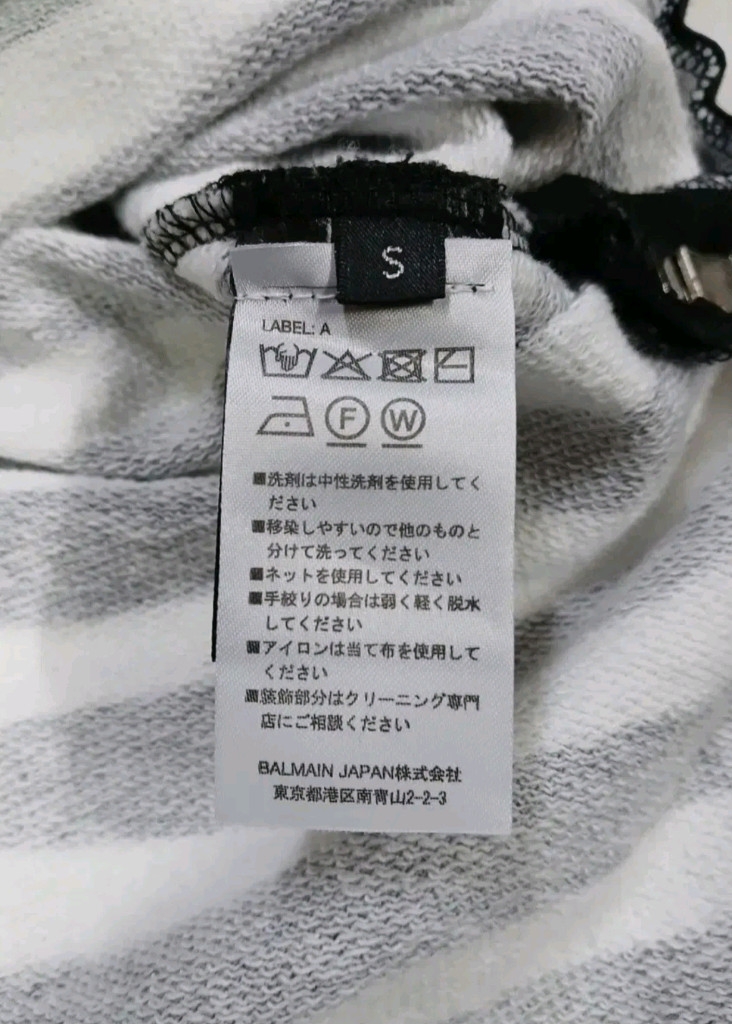 S
LABEL: A
F W
■洗剤は中性洗剤を使用してく
ださい
■移染しやすいので他のものと
分けて洗ってください
■ネットを使用してください
■手絞りの場合は弱く軽く脱水
してください
■アイロンは当て布を使用して
ください
■装飾部分はクリーニング専門
店にご相談ください
BALMAIN JAPAN株式会社
東京都港区南青山2-2-3